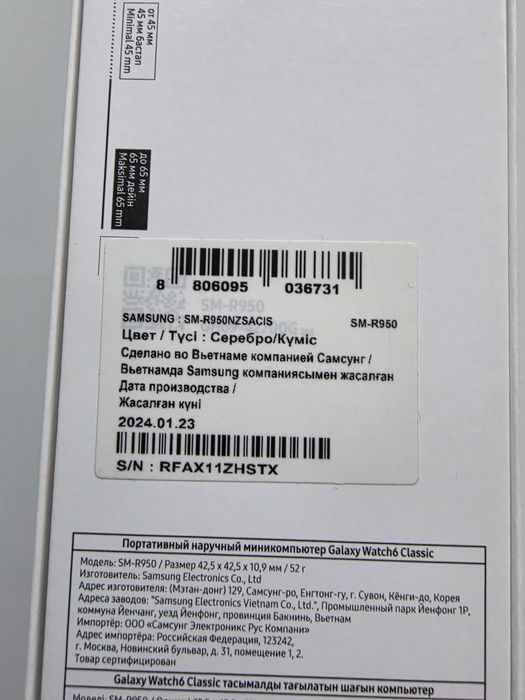 от 45 мм
45 мм бастап
Minimal 45 mm
до 65 мм
65 мм дейін
Maksimal 65 mm
8 806095 036731
SM-R950
SAMSUNG : SM-R950NZSACIS SM-R950
Цвет / Түсі : Серебро/Күміс
Сделано во Вьетнаме компанией Самсунг /
Вьетнамда Samsung компаниясымен жасалған
Дата производства /
Жасалған күні
2024.01.23
S/N : RFAX11ZHSTX
Портативный наручный миникомпьютер Galaxy Watch6 Classic
Модель: SM-R950 / Размер 42,5 x 42,5 x 10,9 мм / 52 г
Изготовитель: Samsung Electronics Co., Ltd
Адрес изготовителя: (Мэтан-донг) 129, Самсунг-ро, Енгтонг-гу, г. Сувон, Кёнги-до, Корея
Адреса заводов: "Samsung Electronics Vietnam Co., Ltd.", Промышленный парк Йенфонг 1Р,
коммуна Йенчанг, уезд Йенфонг, провинция Бакнинь, Вьетнам
Импортёр: ООО «Самсунг Электроникс Рус Компани»
Адрес импортёра: Российская Федерация, 123242,
г. Москва, Новинский бульвар, д. 31, помещение 1, 2.
Товар сертифицирован
Galaxy Watch6 Classic тасымалды тағылатын шағын компьютер